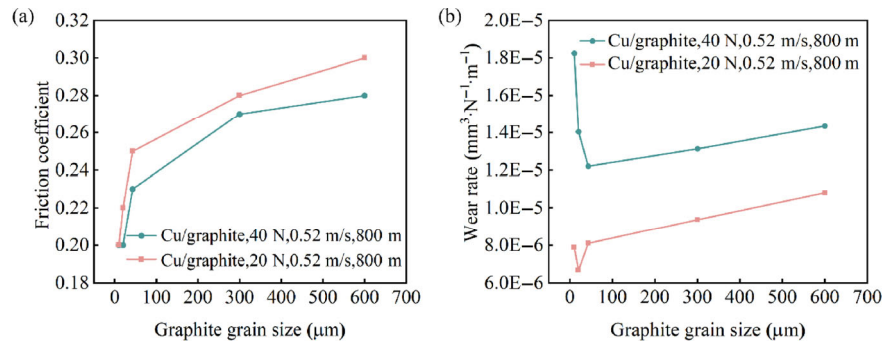 (a)
0.32
0.30
0.28
0.26
0.24
0.22
0.20
0.18
Friction coefficient
Cu/graphite,40 N,0.52 m/s,800 m
Cu/graphite,20 N,0.52 m/s,800 m
0 100 200 300 400 500 600 700
Graphite grain size (μm)
(b)
2.0E−5
1.8E−5
1.6E−5
1.4E−5
1.2E−5
1.0E−5
8.0E−6
6.0E−6
Wear rate (mm³·N⁻¹·m⁻¹)
Cu/graphite,40 N,0.52 m/s,800 m
Cu/graphite,20 N,0.52 m/s,800 m
0 100 200 300 400 500 600 700
Graphite grain size (μm)